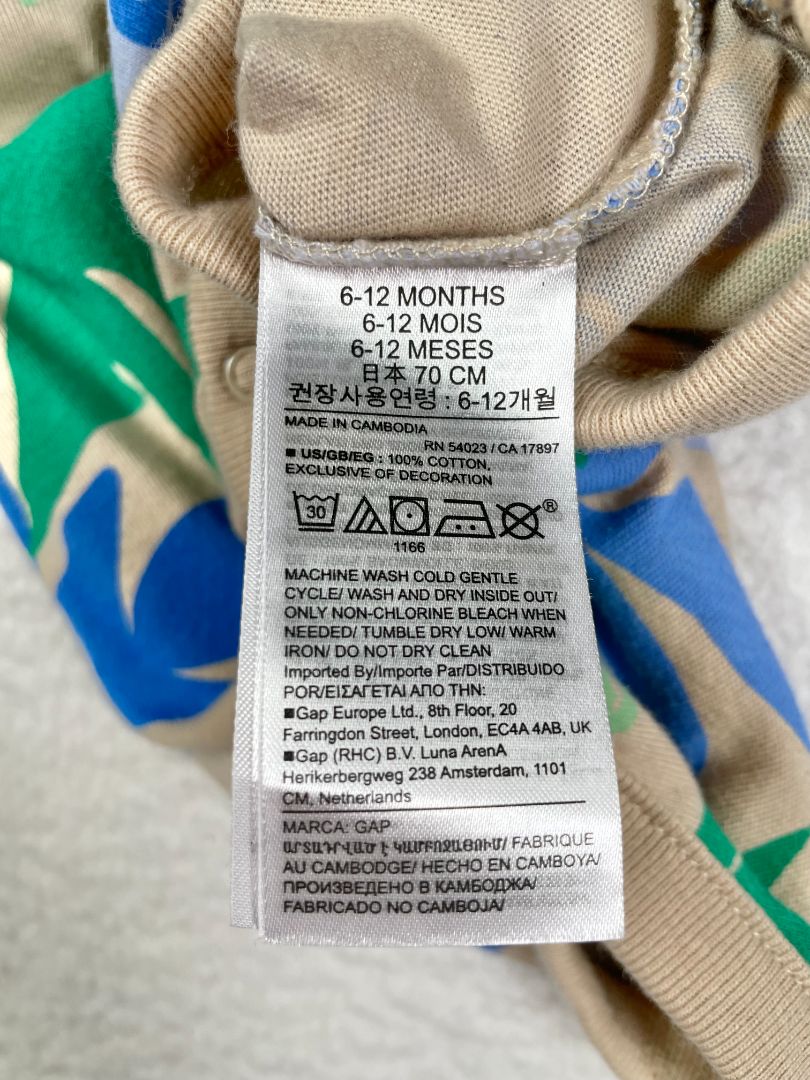 6-12 MONTHS
6-12 MOIS
6-12 MESES
日本 70 CM
권장사용연령 : 6-12개월
MADE IN CAMBODIA
RN 54023 / CA 17897
■ US/GB/EG : 100% COTTON,
EXCLUSIVE OF DECORATION
30
®
1166
MACHINE WASH COLD GENTLE
CYCLE/ WASH AND DRY INSIDE OUT/
ONLY NON-CHLORINE BLEACH WHEN
NEEDED/ TUMBLE DRY LOW/ WARM
IRON/ DO NOT DRY CLEAN
Imported By/Importe Par/DISTRIBUIDO
POR/ΕΙΣΑΓΕΤΑΙ ΑΠΟ ΤΗΝ:
■Gap Europe Ltd., 8th Floor, 20
Farringdon Street, London, EC4A 4AB, UK
■Gap (RHC) B.V. Luna ArenA
Herikerbergweg 238 Amsterdam, 1101
CM, Netherlands
MARCA: GAP
ԱՐՏԱԴՐՎԱԾ Է ԿԱՄԲՈՋԱՅՈՒՄ/ FABRIQUE
AU CAMBODGE/ HECHO EN CAMBOYA/
ПРОИЗВЕДЕНО В КАМБОДЖА/
FABRICADO NO CAMBOJA/